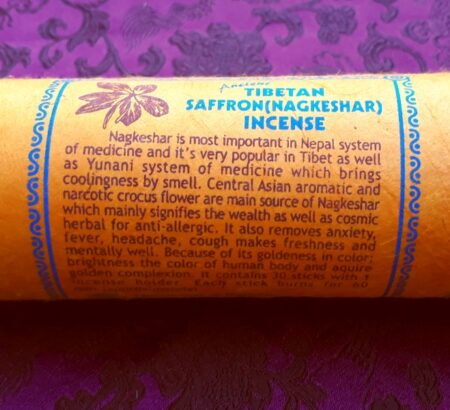 Ancient
TIBETAN
SAFFRON(NAGKESHAR)
INCENSE
Nagkeshar is most important in Nepal system
of medicine and it's very popular in Tibet as well
as Yunani system of medicine which brings
coolingness by smell. Central Asian aromatic and
narcotic crocus flower are main source of Nagkeshar
which mainly signifies the wealth as well as cosmic
herbal for anti-allergic. It also removes anxiety,
fever, headache, cough makes freshness and
mentally well. Because of its goldeness in color;
brightness the color of human body and aquire
golden complexion. It contains 30 sticks with 1
incense holder. Each stick burns for 60